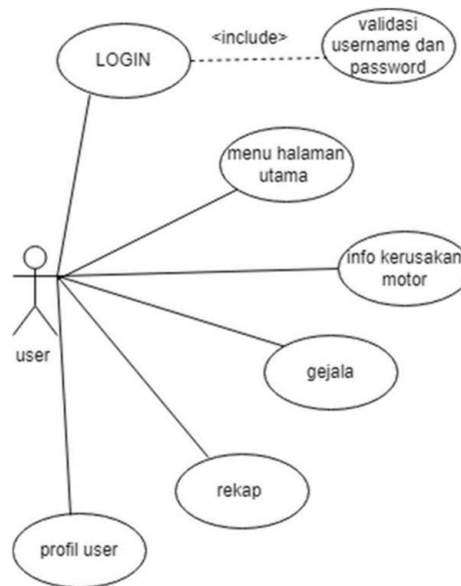 LOGIN
<include>
validasi
username dan
password
menu halaman
utama
info kerusakan
motor
user
gejala
rekap
profil user